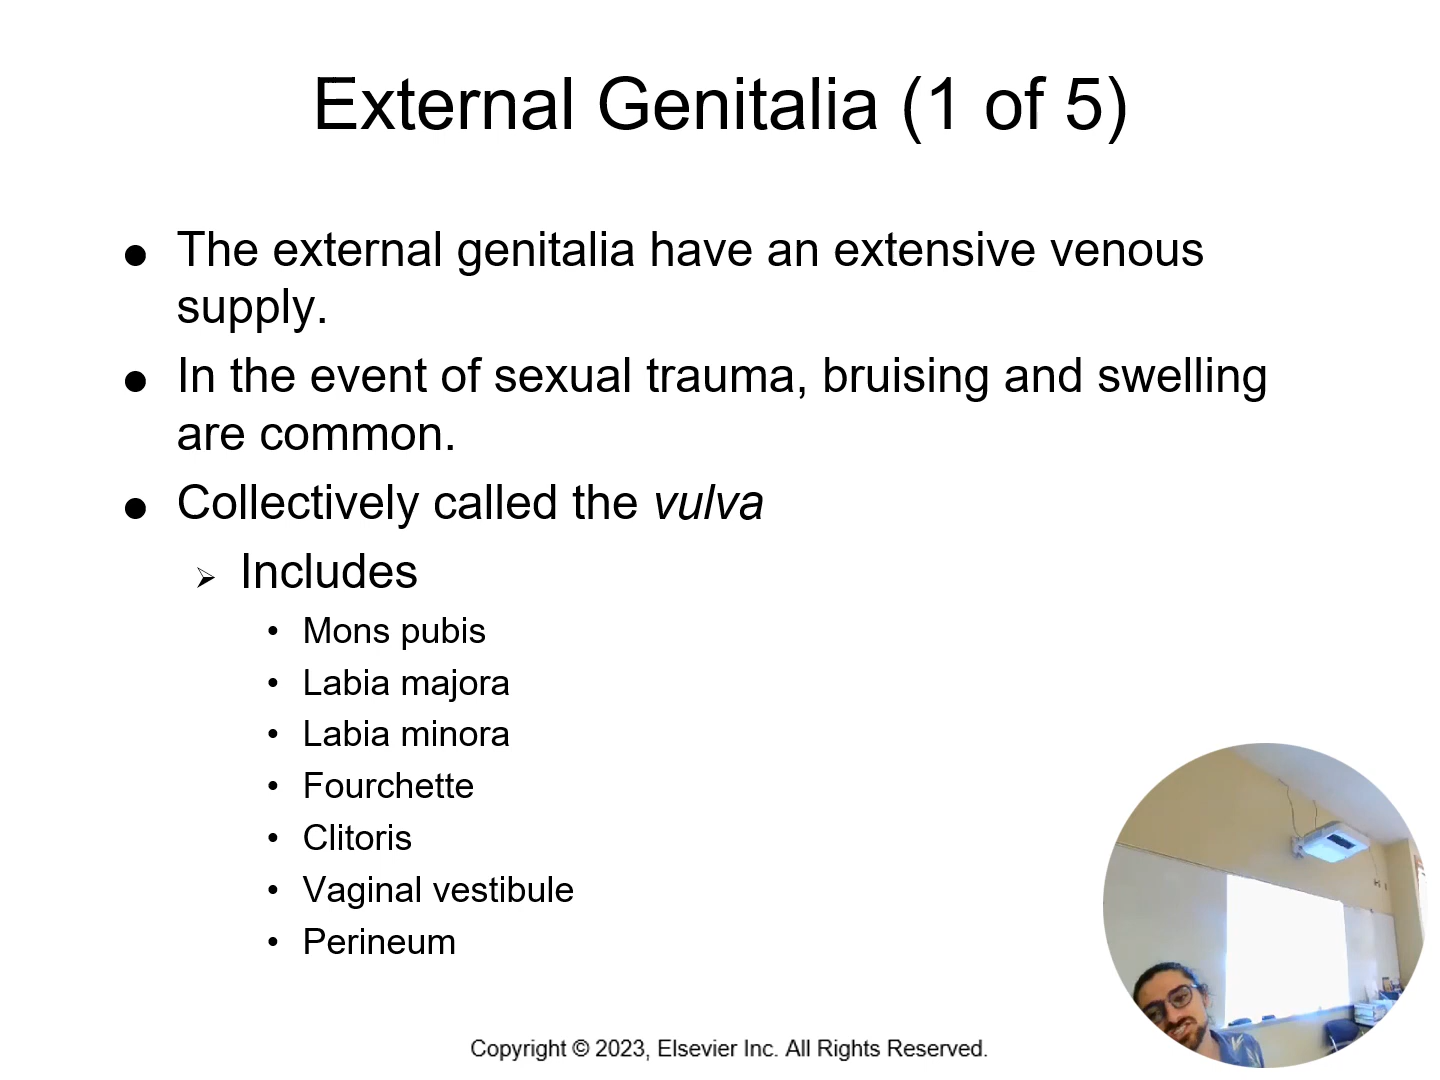 External Genitalia (1 of 5)
● The external genitalia have an extensive venous
supply.
● In the event of sexual trauma, bruising and swelling
are common.
● Collectively called the vulva
➢ Includes
• Mons pubis
• Labia majora
• Labia minora
• Fourchette
• Clitoris
• Vaginal vestibule
• Perineum
Copyright © 2023, Elsevier Inc. All Rights Reserved.